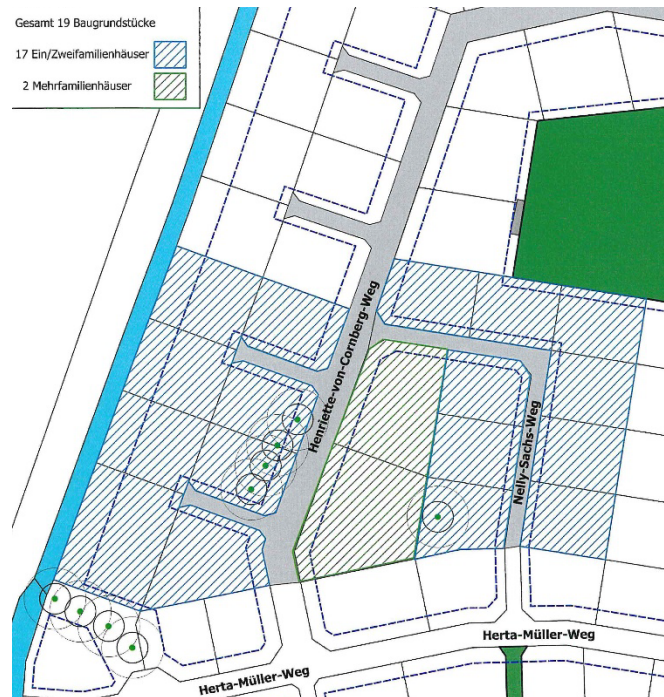 Gesamt 19 Baugrundstücke
17 Ein/Zweifamilienhäuser
2 Mehrfamilienhäuser
Henriette-von-Cornberg-Weg
Nelly-Sachs-Weg
Herta-Müller-Weg
Herta-Müller-Weg